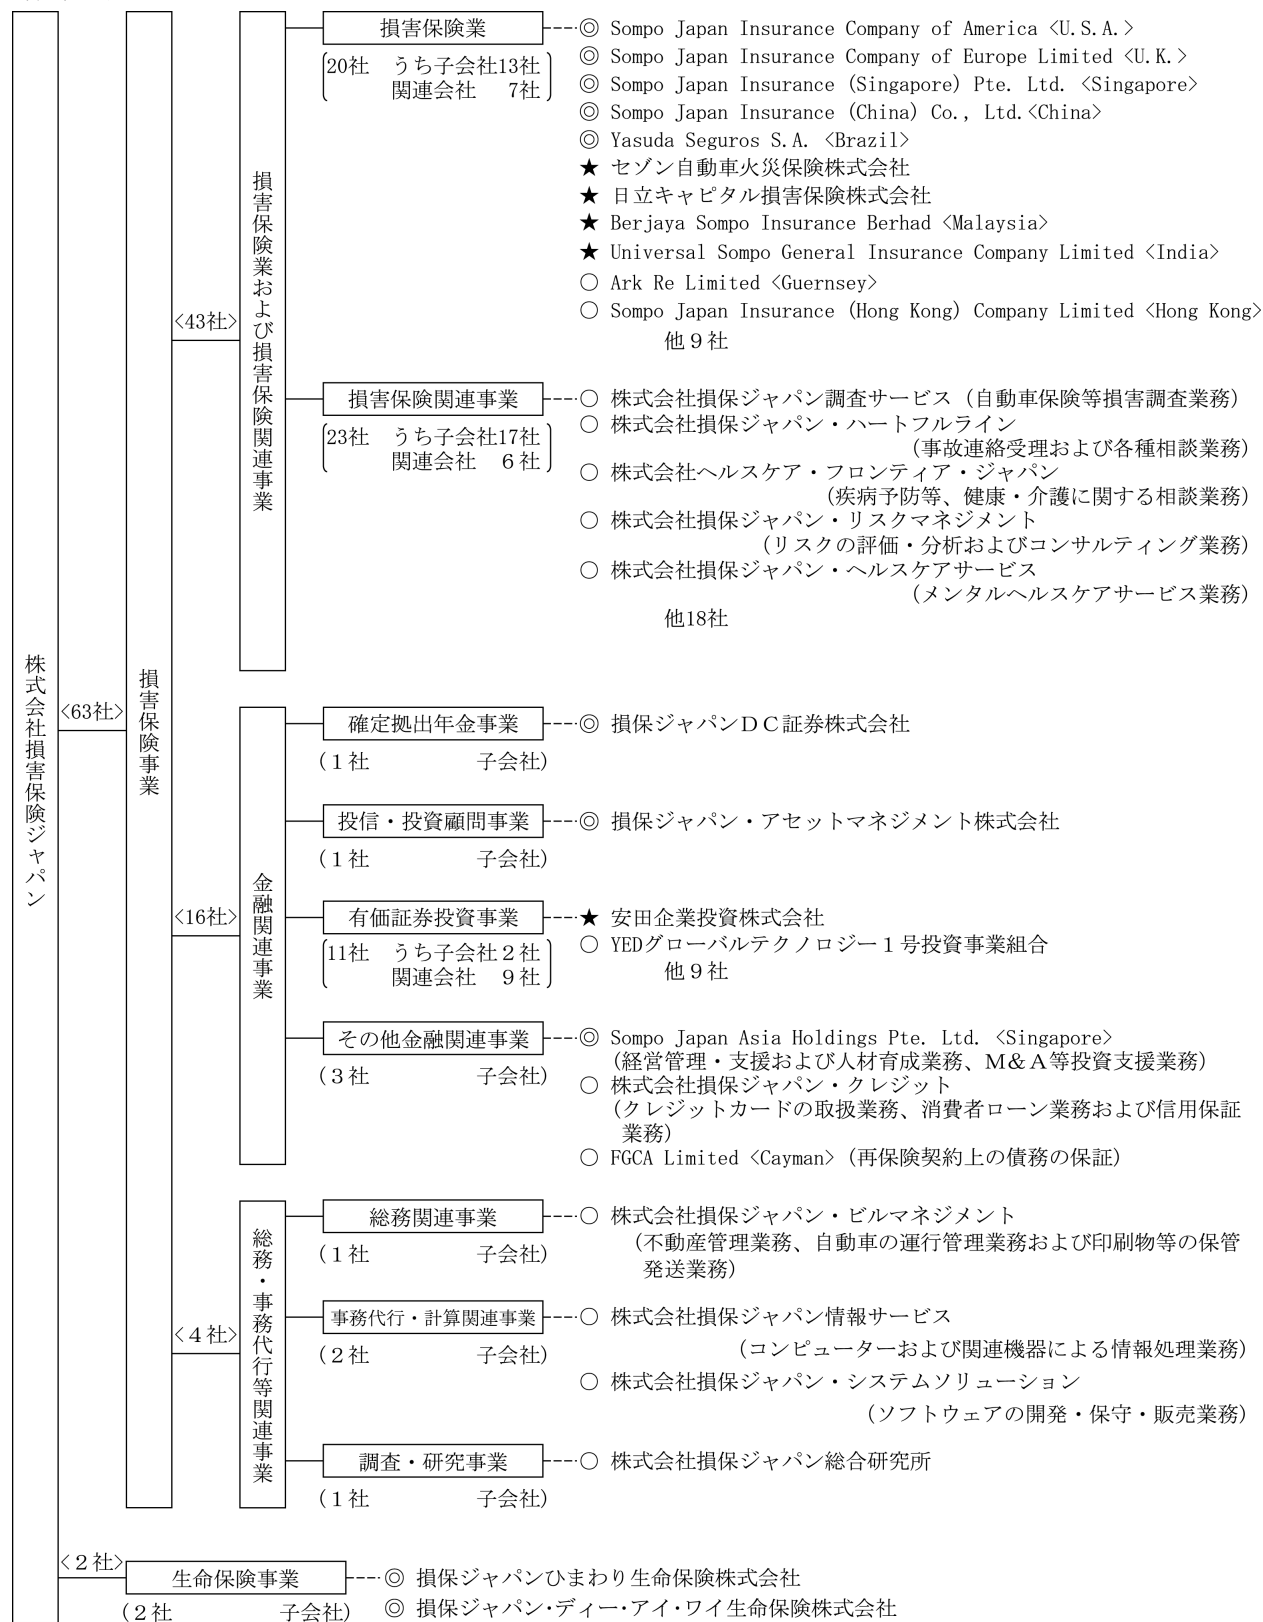 株式会社損害保険ジャパン
<63社>
損害保険事業
<43社>
損害保険業および損害保険関連事業
損害保険業
20社 うち子会社13社
関連会社 7社
◎ Sompo Japan Insurance Company of America <U.S.A.>
◎ Sompo Japan Insurance Company of Europe Limited <U.K.>
◎ Sompo Japan Insurance (Singapore) Pte. Ltd. <Singapore>
◎ Sompo Japan Insurance (China) Co., Ltd.<China>
◎ Yasuda Seguros S.A. <Brazil>
★ セゾン自動車火災保険株式会社
★ 日立キャピタル損害保険株式会社
★ Berjaya Sompo Insurance Berhad <Malaysia>
★ Universal Sompo General Insurance Company Limited <India>
○ Ark Re Limited <Guernsey>
○ Sompo Japan Insurance (Hong Kong) Company Limited <Hong Kong>
他9社
損害保険関連事業
23社 うち子会社17社
関連会社 6社
○ 株式会社損保ジャパン調査サービス(自動車保険等損害調査業務)
○ 株式会社損保ジャパン・ハートフルライン
(事故連絡受理および各種相談業務)
○ 株式会社ヘルスケア・フロンティア・ジャパン
(疾病予防等、健康・介護に関する相談業務)
○ 株式会社損保ジャパン・リスクマネジメント
(リスクの評価・分析およびコンサルティング業務)
○ 株式会社損保ジャパン・ヘルスケアサービス
(メンタルヘルスケアサービス業務)
他18社
<16社>
金融関連事業
確定拠出年金事業
(1社 子会社)
◎ 損保ジャパンDC証券株式会社
投信・投資顧問事業
(1社 子会社)
◎ 損保ジャパン・アセットマネジメント株式会社
有価証券投資事業
11社 うち子会社2社
関連会社 9社
★ 安田企業投資株式会社
○ YEDグローバルテクノロジー1号投資事業組合
他9社
その他金融関連事業
(3社 子会社)
◎ Sompo Japan Asia Holdings Pte. Ltd. <Singapore>
(経営管理・支援および人材育成業務、M&A等投資支援業務)
○ 株式会社損保ジャパン・クレジット
(クレジットカードの取扱業務、消費者ローン業務および信用保証
業務)
○ FGCA Limited <Cayman>(再保険契約上の債務の保証)
<4社>
総務・事務代行等関連事業
総務関連事業
(1社 子会社)
○ 株式会社損保ジャパン・ビルマネジメント
(不動産管理業務、自動車の運行管理業務および印刷物等の保管
発送業務)
事務代行・計算関連事業
(2社 子会社)
○ 株式会社損保ジャパン情報サービス
(コンピューターおよび関連機器による情報処理業務)
○ 株式会社損保ジャパン・システムソリューション
(ソフトウェアの開発・保守・販売業務)
調査・研究事業
(1社 子会社)
○ 株式会社損保ジャパン総合研究所
<2社>
生命保険事業
(2社 子会社)
◎ 損保ジャパンひまわり生命保険株式会社
◎ 損保ジャパン・ディー・アイ・ワイ生命保険株式会社